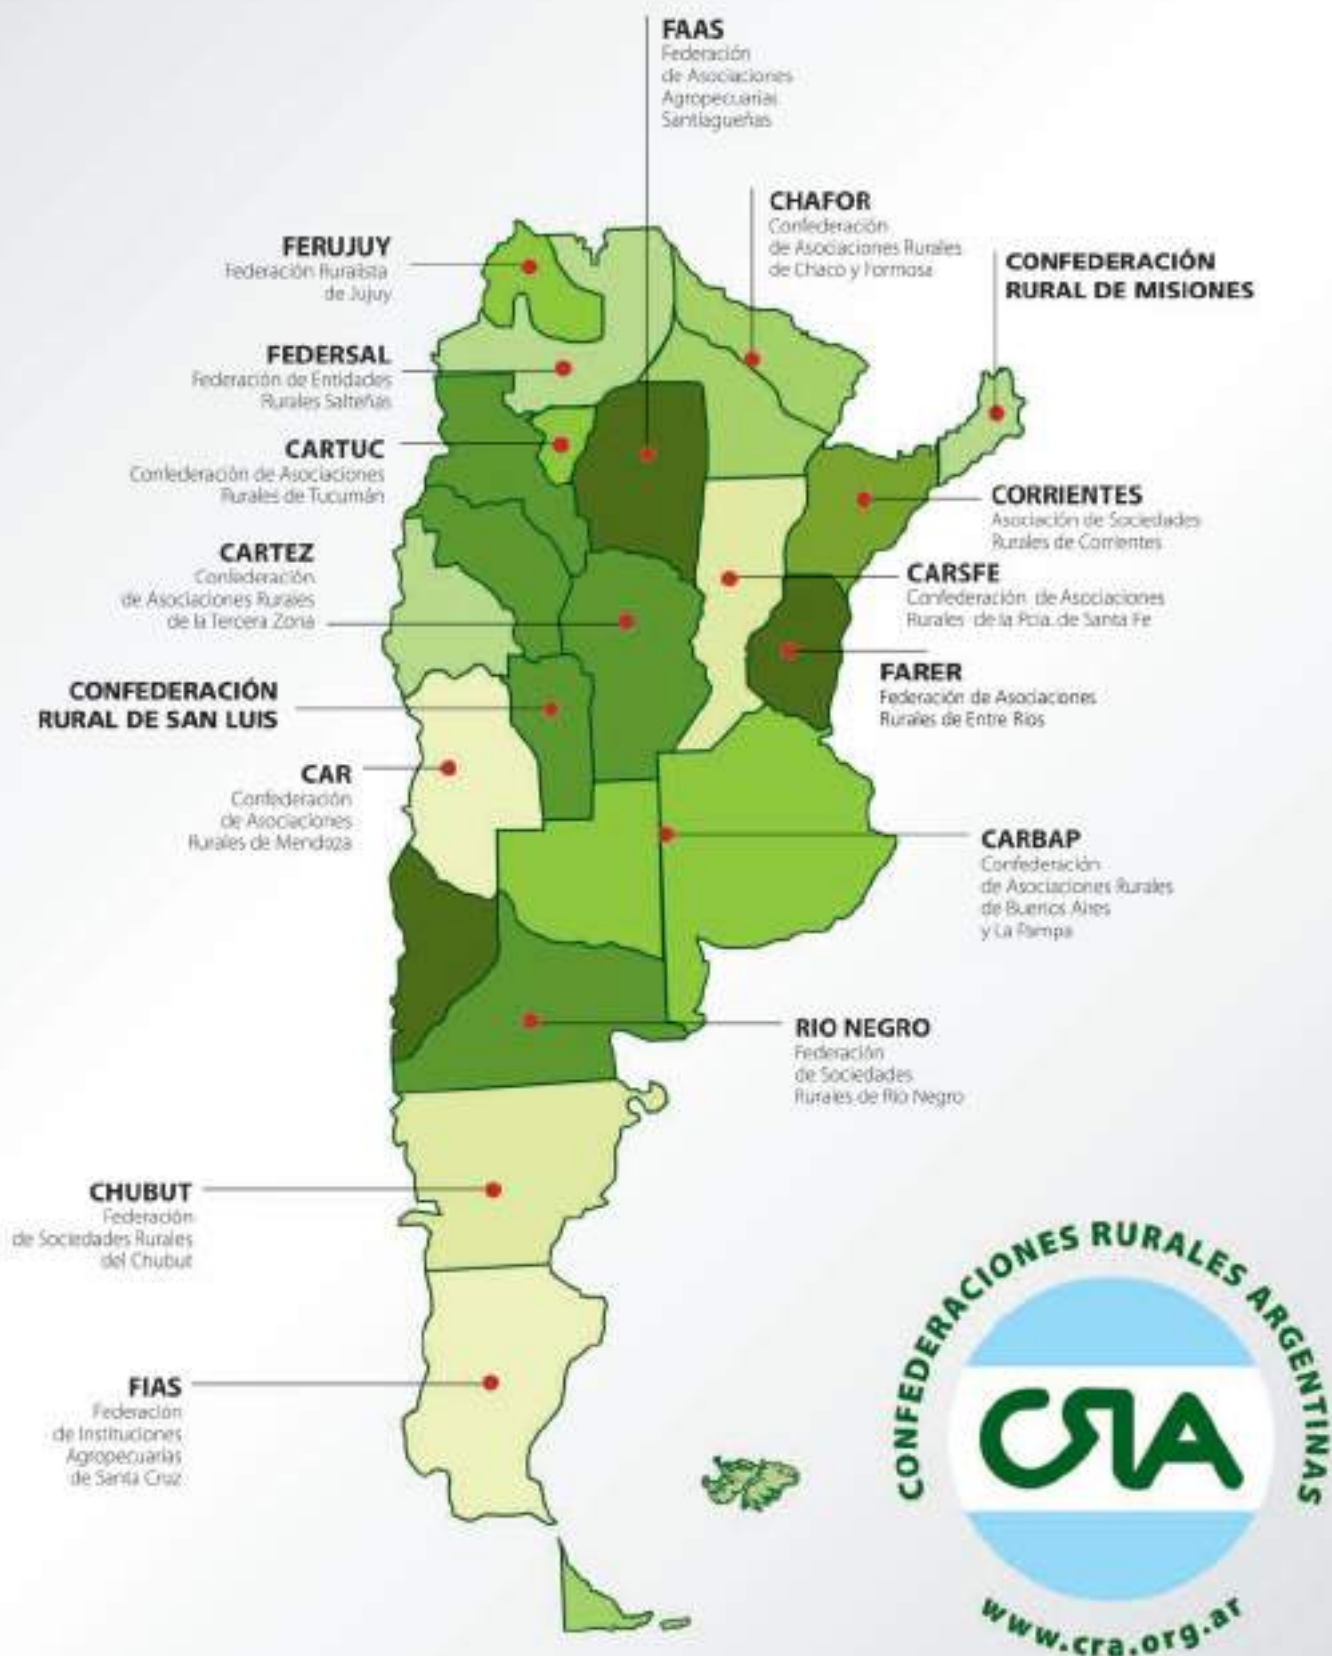 FAAS
Federación
de Asociaciones
Agropecuarias
Santiagueñas
CHAFOR
Confederación
de Asociaciones Rurales
de Chaco y Formosa
FERUJUY
Federación Ruralista
de Jujuy
CONFEDERACIÓN
RURAL DE MISIONES
FEDERSAL
Federación de Entidades
Rurales Salteñas
CARTUC
Confederación de Asociaciones
Rurales de Tucumán
CORRIENTES
Asociación de Sociedades
Rurales de Corrientes
CARTEZ
Confederación
de Asociaciones Rurales
de la Tercera Zona
CARSFE
Confederación de Asociaciones
Rurales de la Pcia. de Santa Fe
FARER
Federación de Asociaciones
Rurales de Entre Ríos
CONFEDERACIÓN
RURAL DE SAN LUIS
CAR
Confederación
de Asociaciones
Rurales de Mendoza
CARBAP
Confederación
de Asociaciones Rurales
de Buenos Aires
y La Pampa
RIO NEGRO
Federación
de Sociedades
Rurales de Río Negro
CHUBUT
Federación
de Sociedades Rurales
del Chubut
FIAS
Federación
de Instituciones
Agropecuarias
de Santa Cruz
CONFEDERACIONES RURALES ARGENTINAS
CRA
www.cra.org.ar